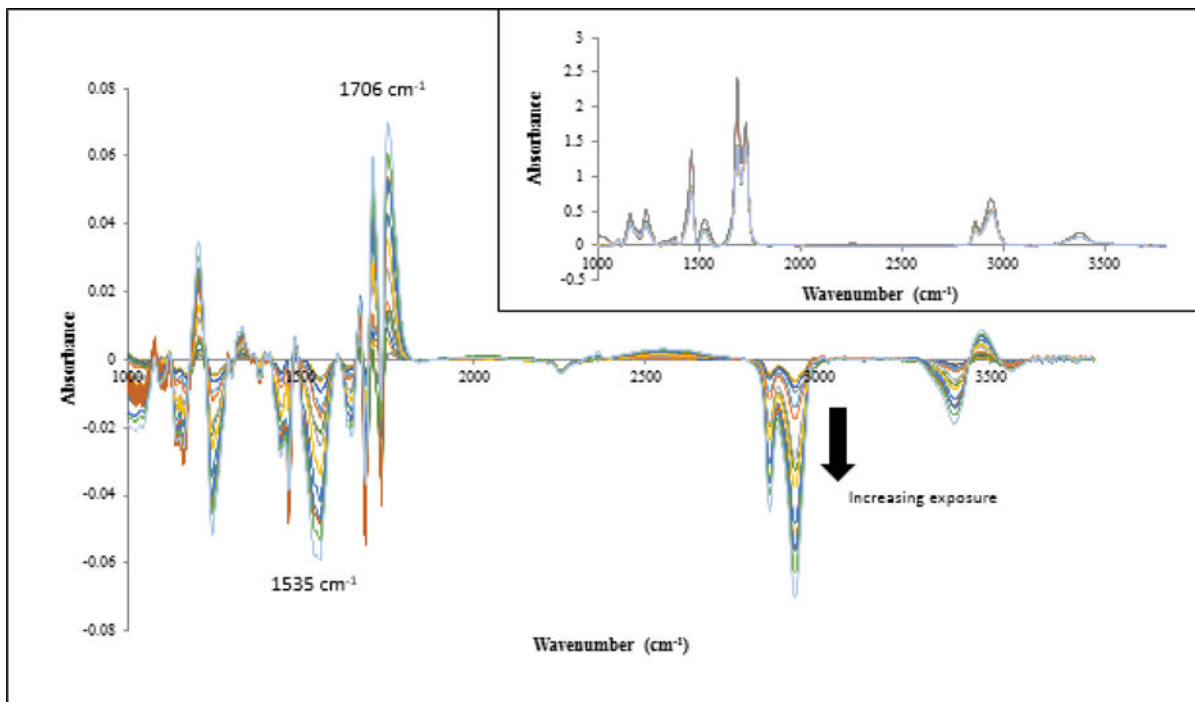 3
2.5
2
1.5
1
0.5
0
-0.5
Absorbance
1000 1500 2000 2500 3000 3500
Wavenumber (cm-1)
1706 cm-1
0.08
0.06
0.04
0.02
0
-0.02
-0.04
-0.06
-0.08
Absorbance
1000 1500 2000 2500 3000 3500
Increasing exposure
1535 cm-1
Wavenumber (cm-1)